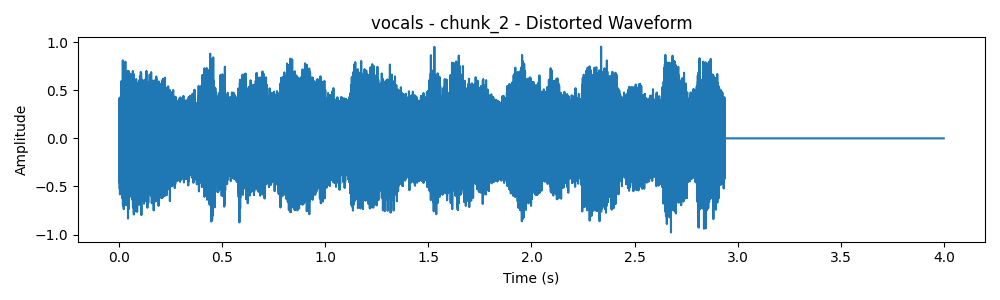 vocals - chunk_2 - Distorted Waveform
1.0
0.5
0.0
−0.5
−1.0
Amplitude
0.0 0.5 1.0 1.5 2.0 2.5 3.0 3.5 4.0
Time (s)